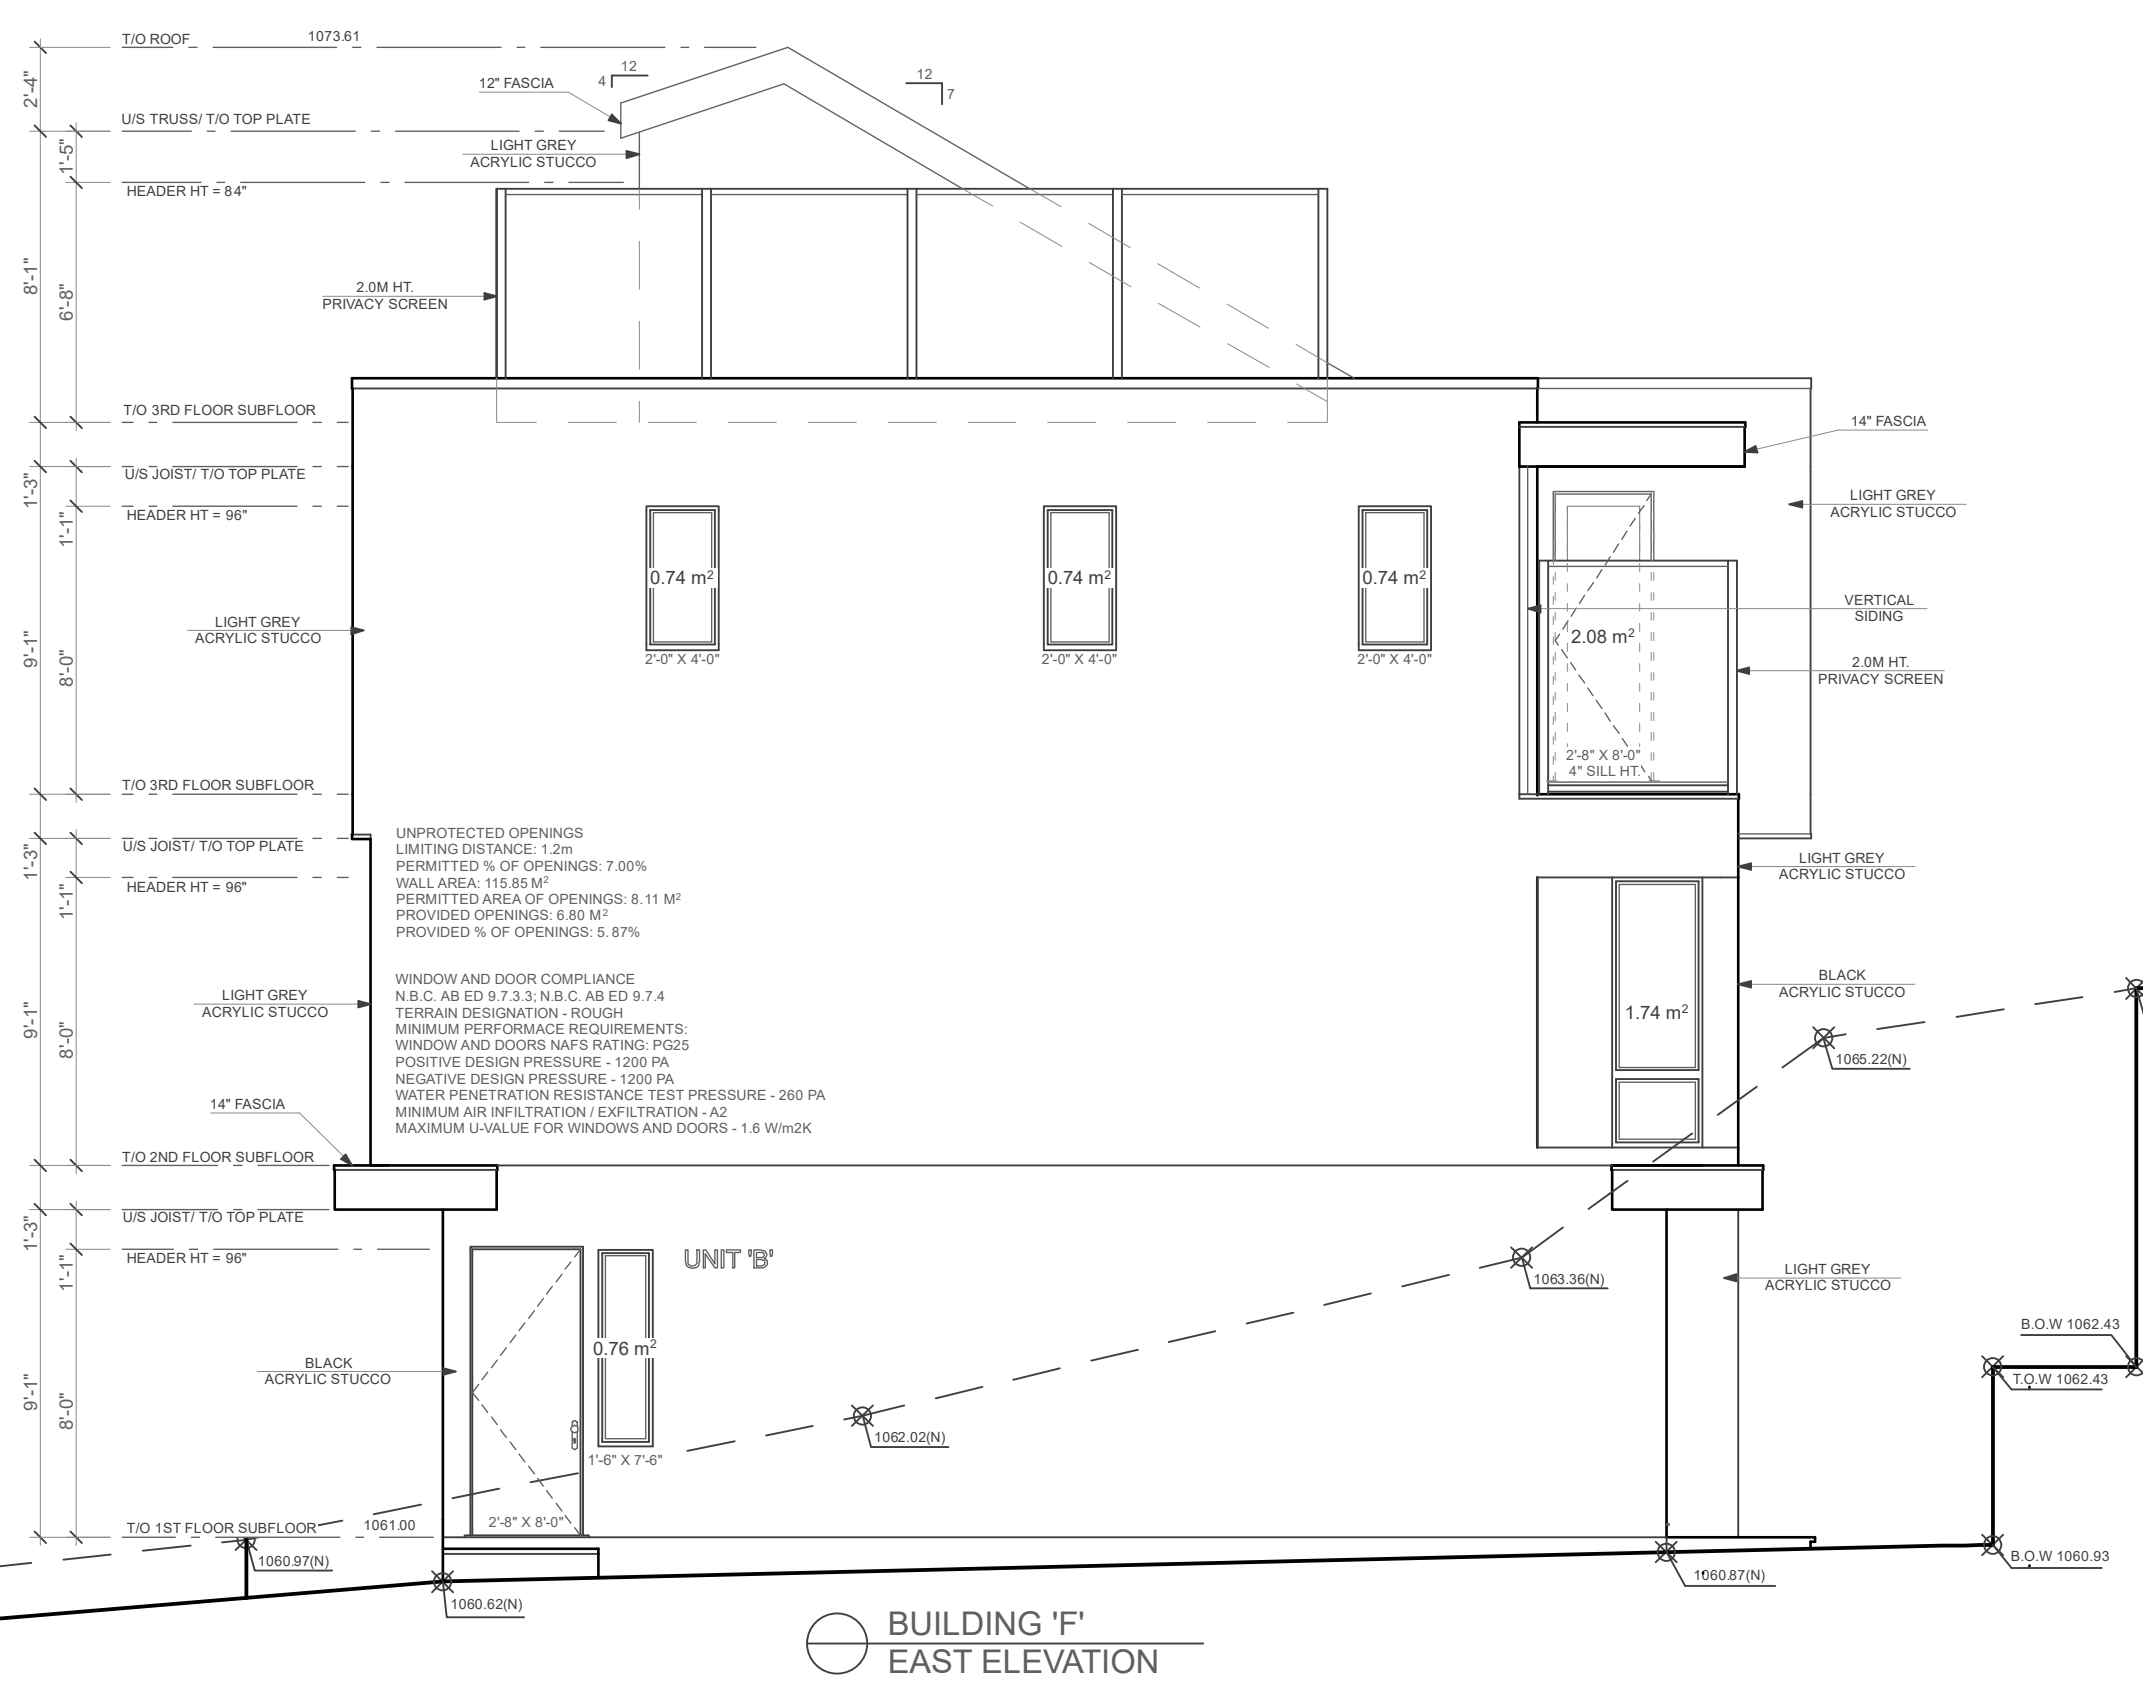 T/O ROOF 1073.61
2'-4"
12
4
12
7
12" FASCIA
U/S TRUSS/ T/O TOP PLATE
1'-5"
LIGHT GREY
ACRYLIC STUCCO
HEADER HT = 84"
8'-1"
6'-8"
2.0M HT.
PRIVACY SCREEN
T/O 3RD FLOOR SUBFLOOR
14" FASCIA
U/S JOIST/ T/O TOP PLATE
1'-3"
HEADER HT = 96"
1'-1"
LIGHT GREY
ACRYLIC STUCCO
0.74 m²
0.74 m²
0.74 m²
2'-0" X 4'-0"
2'-0" X 4'-0"
2'-0" X 4'-0"
VERTICAL
SIDING
LIGHT GREY
ACRYLIC STUCCO
2.08 m²
9'-1"
8'-0"
2.0M HT.
PRIVACY SCREEN
2'-8" X 8'-0"
4" SILL HT.
T/O 3RD FLOOR SUBFLOOR
U/S JOIST/ T/O TOP PLATE
1'-3"
HEADER HT = 96"
1'-1"
UNPROTECTED OPENINGS
LIMITING DISTANCE: 1.2m
PERMITTED % OF OPENINGS: 7.00%
WALL AREA: 115.85 M²
PERMITTED AREA OF OPENINGS: 8.11 M²
PROVIDED OPENINGS: 6.80 M²
PROVIDED % OF OPENINGS: 5.87%
LIGHT GREY
ACRYLIC STUCCO
WINDOW AND DOOR COMPLIANCE
N.B.C. AB ED 9.7.3.3; N.B.C. AB ED 9.7.4
TERRAIN DESIGNATION - ROUGH
MINIMUM PERFORMACE REQUIREMENTS:
WINDOW AND DOORS NAFS RATING: PG25
POSITIVE DESIGN PRESSURE - 1200 PA
NEGATIVE DESIGN PRESSURE - 1200 PA
WATER PENETRATION RESISTANCE TEST PRESSURE - 260 PA
MINIMUM AIR INFILTRATION / EXFILTRATION - A2
MAXIMUM U-VALUE FOR WINDOWS AND DOORS - 1.6 W/m2K
LIGHT GREY
ACRYLIC STUCCO
9'-1"
8'-0"
BLACK
ACRYLIC STUCCO
1.74 m²
1065.22(N)
14" FASCIA
T/O 2ND FLOOR SUBFLOOR
U/S JOIST/ T/O TOP PLATE
1'-3"
HEADER HT = 96"
1'-1"
UNIT 'B'
1063.36(N)
LIGHT GREY
ACRYLIC STUCCO
B.O.W 1062.43
T.O.W 1062.43
0.76 m²
BLACK
ACRYLIC STUCCO
9'-1"
8'-0"
1062.02(N)
1'-6" X 7'-6"
2'-8" X 8'-0"
T/O 1ST FLOOR SUBFLOOR 1061.00
1060.97(N)
B.O.W 1060.93
1060.87(N)
1060.62(N)
BUILDING 'F'
EAST ELEVATION